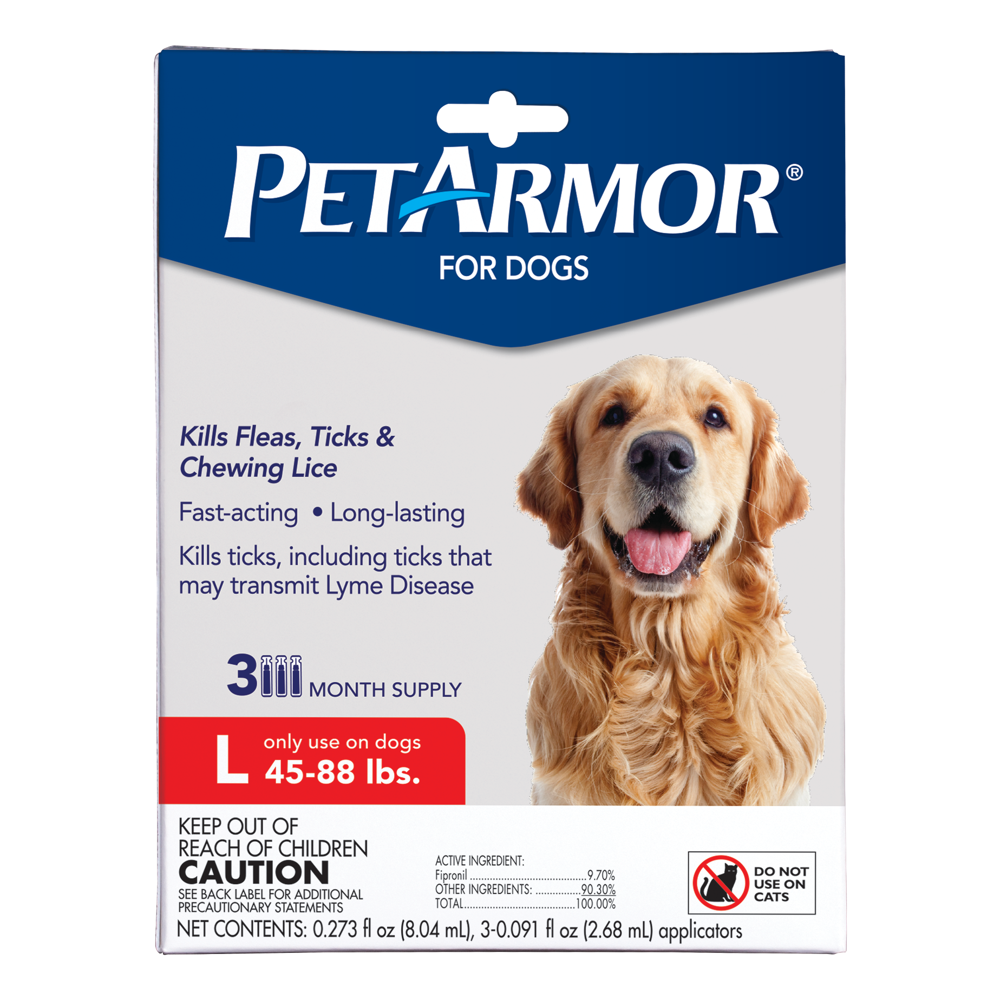 PETARMOR®
FOR DOGS
Kills Fleas, Ticks &
Chewing Lice
Fast-acting • Long-lasting
Kills ticks, including ticks that
may transmit Lyme Disease
3 MONTH SUPPLY
L only use on dogs
45-88 lbs.
KEEP OUT OF
REACH OF CHILDREN
CAUTION
SEE BACK LABEL FOR ADDITIONAL
PRECAUTIONARY STATEMENTS
ACTIVE INGREDIENT:
Fipronil ........................................9.70%
OTHER INGREDIENTS: ................90.30%
TOTAL.......................................100.00%
DO NOT
USE ON
CATS
NET CONTENTS: 0.273 fl oz (8.04 mL), 3-0.091 fl oz (2.68 mL) applicators